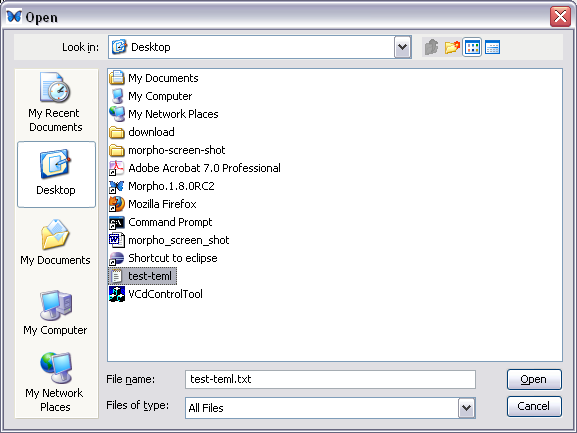 Open
Look in:
Desktop
My Recent
Documents
Desktop
My Documents
My Computer
My Network
Places
My Documents
My Computer
My Network Places
download
morpho-screen-shot
Adobe Acrobat 7.0 Professional
Morpho.1.8.0RC2
Mozilla Firefox
Command Prompt
morpho_screen_shot
Shortcut to eclipse
test-teml
VCdControlTool
File name:
test-teml.txt
Open
Files of type:
All Files
Cancel